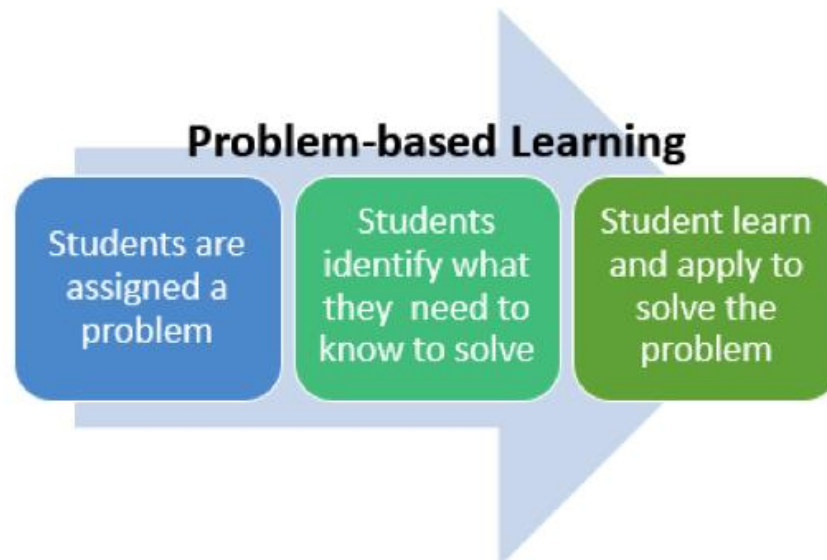 Problem-based Learning
Students are
assigned a
problem
Students
identify what
they need to
know to solve
Student learn
and apply to
solve the
problem